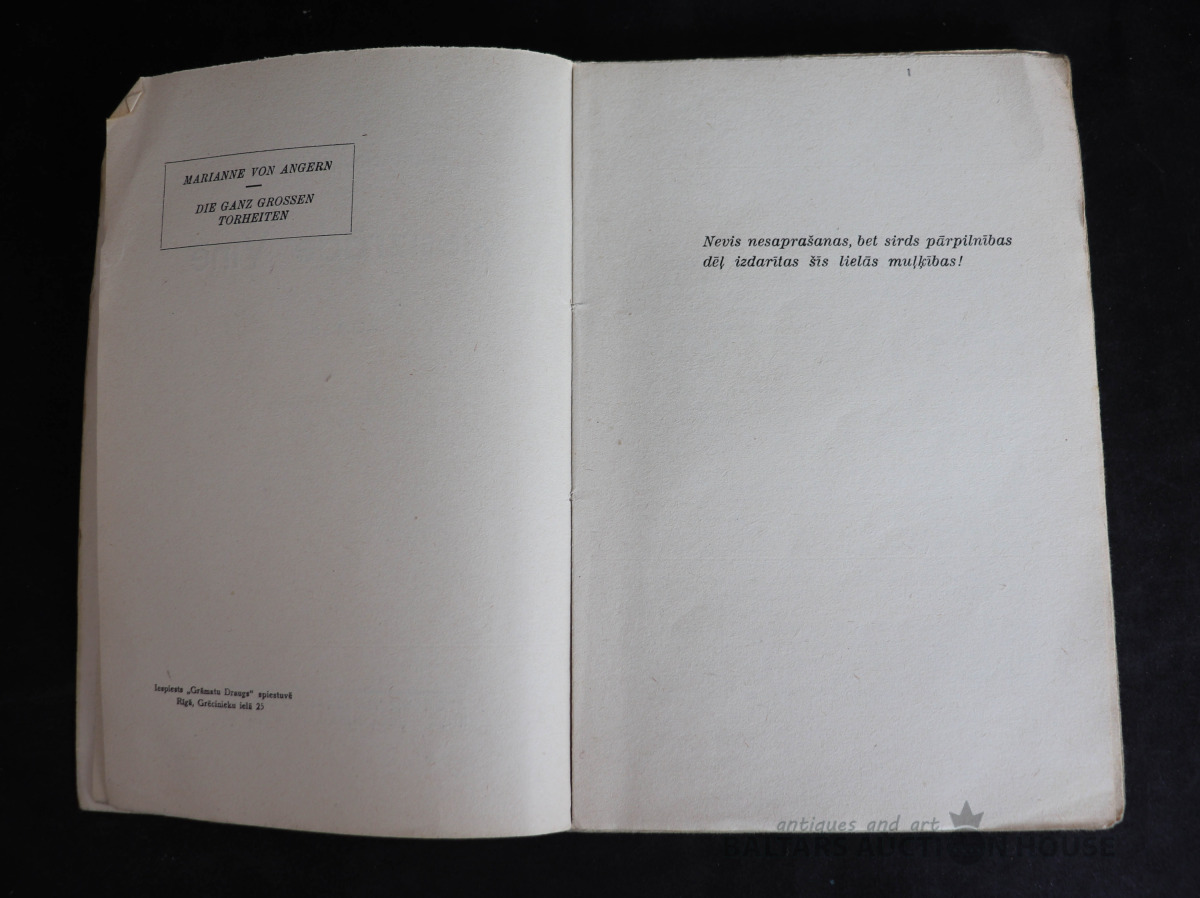 MARIANNE VON ANGERN
DIE GANZ GROSSEN
TORHEITEN
Iespiests „Grāmatu Draugs“ spiestuvē
Rīgā, Grēcinieku ielā 25
1
Nevis nesaprašanas, bet sirds pārpilnības
dēļ izdarītas šīs lielās muļķības!
antiques and art
BALTARS AUCTION HOUSE